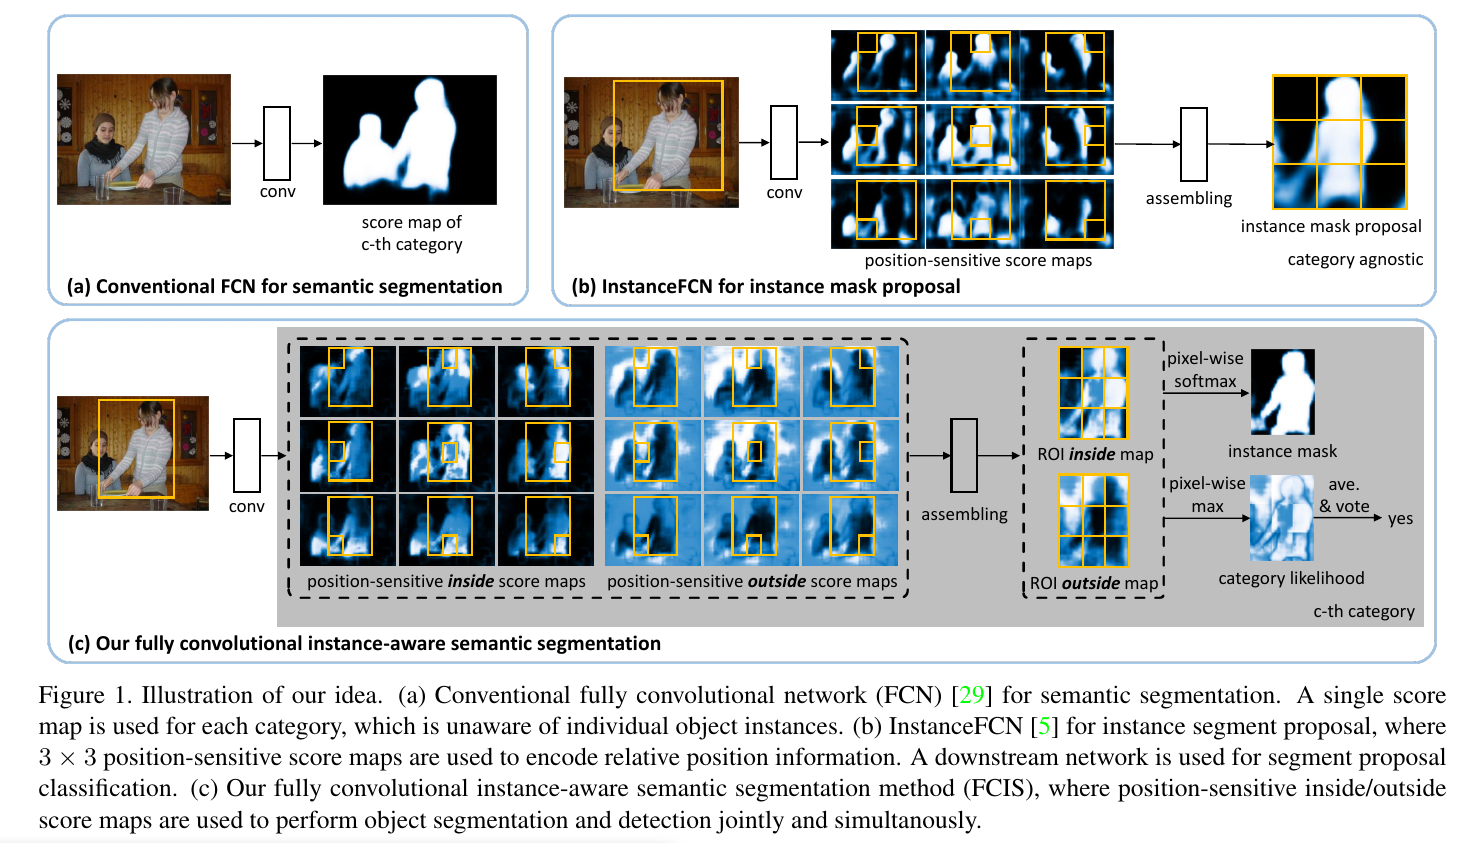 conv
score map of
c-th category
(a) Conventional FCN for semantic segmentation
conv
position-sensitive score maps
assembling
instance mask proposal
category agnostic
(b) InstanceFCN for instance mask proposal
conv
position-sensitive inside score maps
position-sensitive outside score maps
assembling
ROI inside map
ROI outside map
pixel-wise
softmax
instance mask
pixel-wise
max
ave.
& vote
yes
category likelihood
c-th category
(c) Our fully convolutional instance-aware semantic segmentation
Figure 1. Illustration of our idea. (a) Conventional fully convolutional network (FCN) [29] for semantic segmentation. A single score
map is used for each category, which is unaware of individual object instances. (b) InstanceFCN [5] for instance segment proposal, where
3 × 3 position-sensitive score maps are used to encode relative position information. A downstream network is used for segment proposal
classification. (c) Our fully convolutional instance-aware semantic segmentation method (FCIS), where position-sensitive inside/outside
score maps are used to perform object segmentation and detection jointly and simultanously.